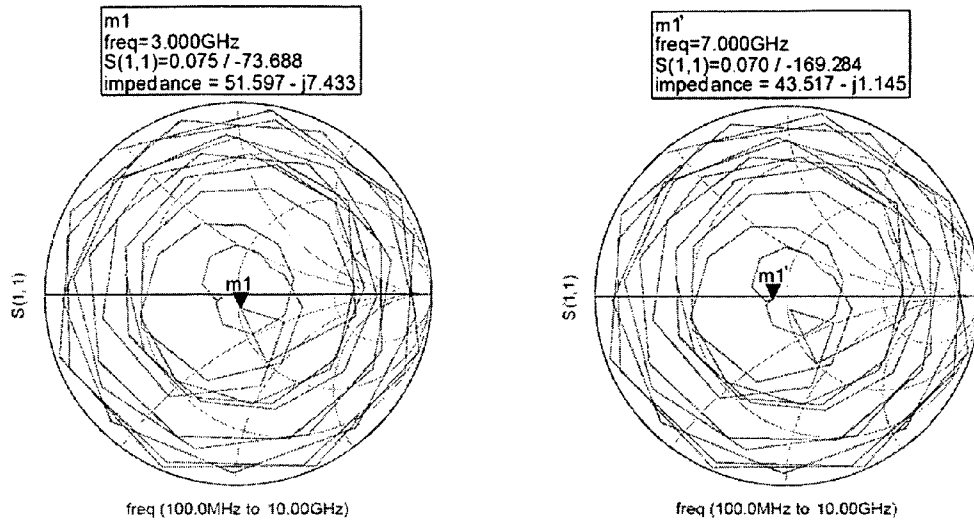 m1
freq=3.000GHz
S(1,1)=0.075 / -73.688
impedance = 51.597 - j7.433
m1
S(1,1)
freq (100.0MHz to 10.00GHz)
m1'
freq=7.000GHz
S(1,1)=0.070 / -169.284
impedance = 43.517 - j1.145
m1'
S(1,1)
freq (100.0MHz to 10.00GHz)